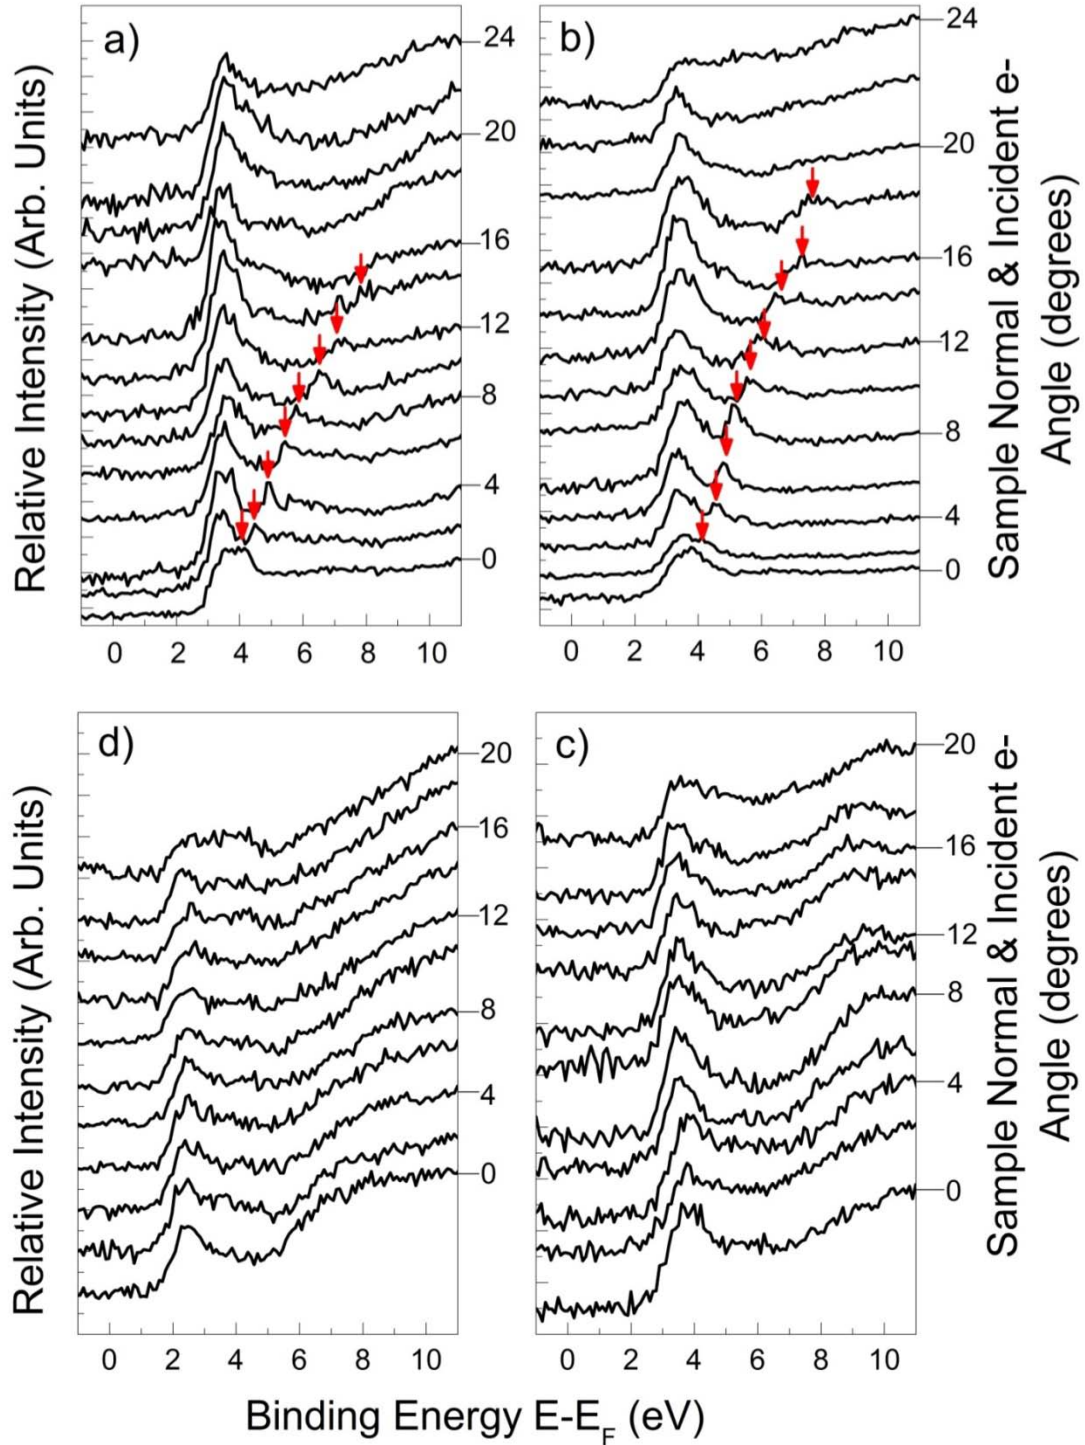 a)
24
20
16
12
8
4
0
0 2 4 6 8 10
Relative Intensity (Arb. Units)
b)
24
20
16
12
8
4
0
0 2 4 6 8 10
Sample Normal & Incident e-
Angle (degrees)
d)
20
16
12
8
4
0
0 2 4 6 8 10
Relative Intensity (Arb. Units)
c)
20
16
12
8
4
0
0 2 4 6 8 10
Sample Normal & Incident e-
Angle (degrees)
Binding Energy E-E_F (eV)